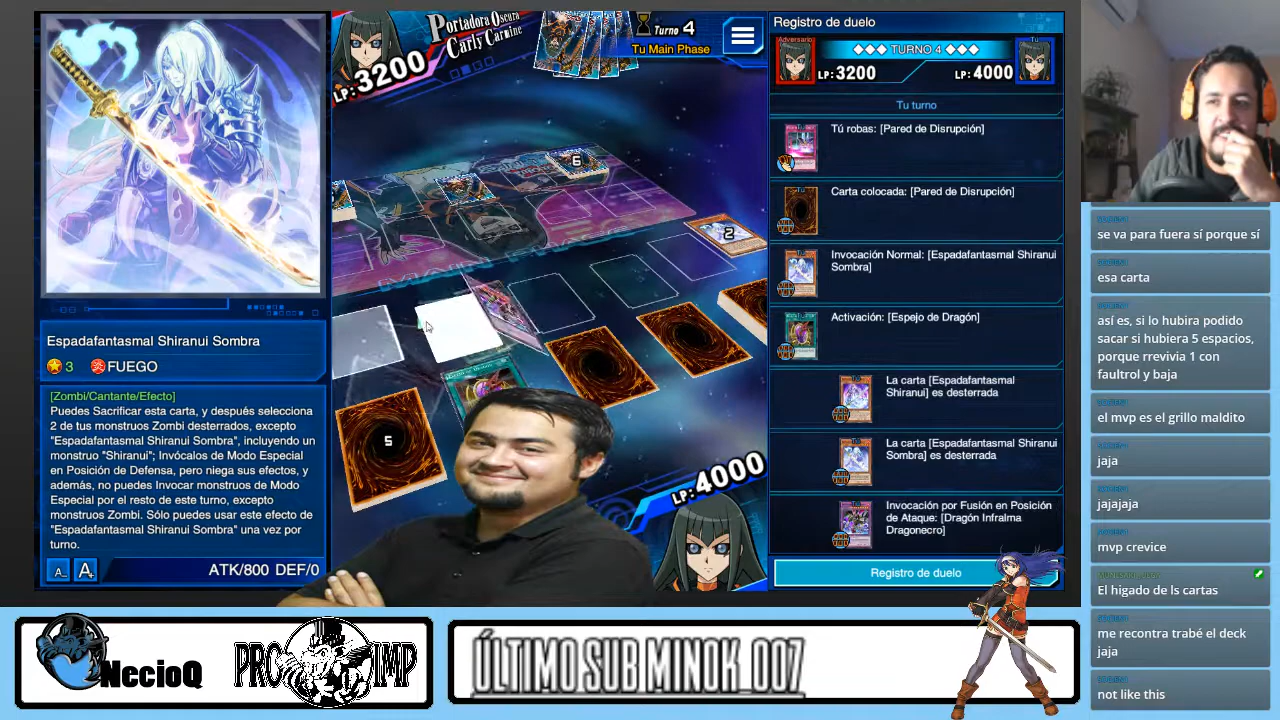 Espadafantasmal Shiranui Sombra
3
FUEGO
[Zombi/Cantante/Efecto]
Puedes Sacrificar esta carta, y después selecciona
2 de tus monstruos Zombi desterrados, excepto
"Espadafantasmal Shiranui Sombra", incluyendo un
monstruo "Shiranui"; Invócalos de Modo Especial
en Posición de Defensa, pero niega sus efectos, y
además, no puedes Invocar monstruos de Modo
Especial por el resto de este turno, excepto
monstruos Zombi. Sólo puedes usar este efecto de
"Espadafantasmal Shiranui Sombra" una vez por
turno.
A-
A+
ATK/800 DEF/0
Portadora Oscura
Carly Carmine
LP:3200
Turno 4
Tu Main Phase
6
2
5
LP:4000
Registro de duelo
Adversario
TURNO 4
Tú
LP:3200
LP:4000
Tu turno
Tú robas: [Pared de Disrupción]
Carta colocada: [Pared de Disrupción]
Invocación Normal: [Espadafantasmal Shiranui
Sombra]
Activación: [Espejo de Dragón]
La carta [Espadafantasmal
Shiranui] es desterrada
La carta [Espadafantasmal Shiranui
Sombra] es desterrada
Invocación por Fusión en Posición
de Ataque: [Dragón Infralma
Dragonecro]
Registro de duelo
se va para fuera sí porque sí
esa carta
así es, si lo hubira podido
sacar si hubiera 5 espacios,
porque rrevivia 1 con
faultrol y baja
el mvp es el grillo maldito
jaja
jajajaja
mvp crevice
El higado de ls cartas
me recontra trabé el deck
jaja
not like this
NecioQ
PRO IMP
ÚLTIMO SUB MINOK_007